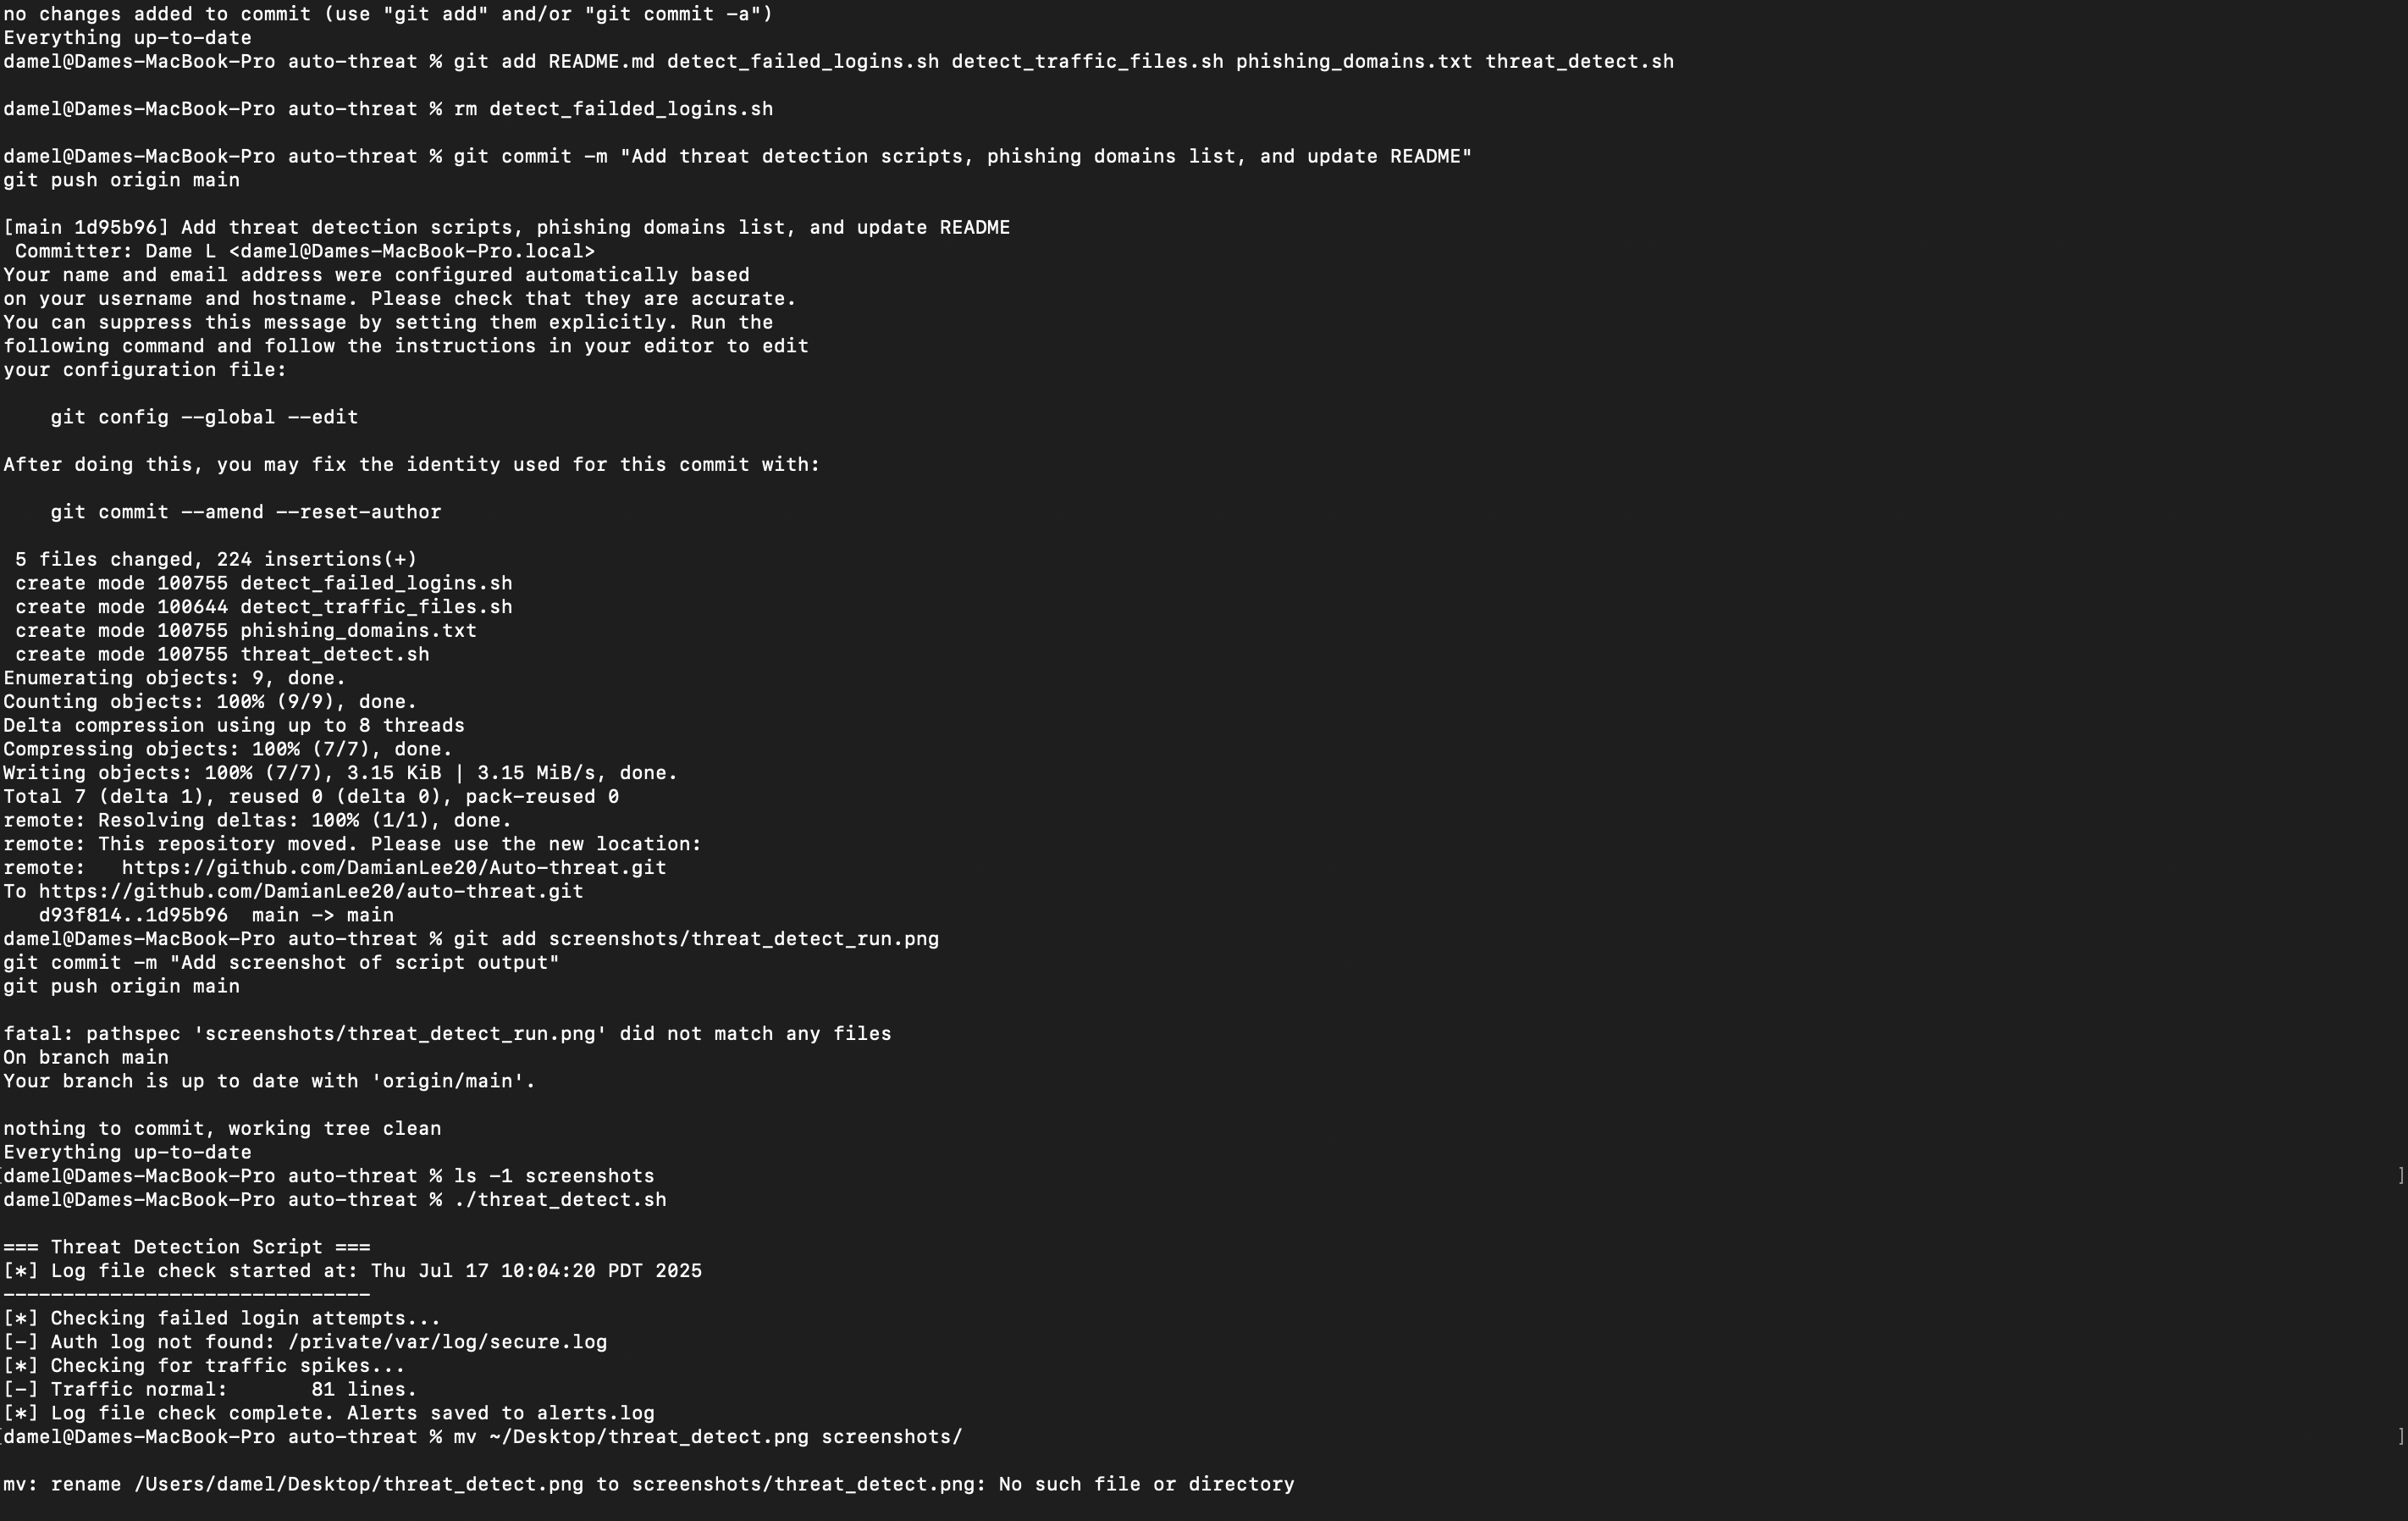 no changes added to commit (use "git add" and/or "git commit -a")
Everything up-to-date
damel@Dames-MacBook-Pro auto-threat % git add README.md detect_failed_logins.sh detect_traffic_files.sh phishing_domains.txt threat_detect.sh
damel@Dames-MacBook-Pro auto-threat % rm detect_failded_logins.sh
damel@Dames-MacBook-Pro auto-threat % git commit -m "Add threat detection scripts, phishing domains list, and update README"
git push origin main
[main 1d95b96] Add threat detection scripts, phishing domains list, and update README
 Committer: Dame L <damel@Dames-MacBook-Pro.local>
Your name and email address were configured automatically based
on your username and hostname. Please check that they are accurate.
You can suppress this message by setting them explicitly. Run the
following command and follow the instructions in your editor to edit
your configuration file:
    git config --global --edit
After doing this, you may fix the identity used for this commit with:
    git commit --amend --reset-author
 5 files changed, 224 insertions(+)
 create mode 100755 detect_failed_logins.sh
 create mode 100644 detect_traffic_files.sh
 create mode 100755 phishing_domains.txt
 create mode 100755 threat_detect.sh
Enumerating objects: 9, done.
Counting objects: 100% (9/9), done.
Delta compression using up to 8 threads
Compressing objects: 100% (7/7), done.
Writing objects: 100% (7/7), 3.15 KiB | 3.15 MiB/s, done.
Total 7 (delta 1), reused 0 (delta 0), pack-reused 0
remote: Resolving deltas: 100% (1/1), done.
remote: This repository moved. Please use the new location:
remote:   https://github.com/DamianLee20/Auto-threat.git
To https://github.com/DamianLee20/auto-threat.git
   d93f814..1d95b96  main -> main
damel@Dames-MacBook-Pro auto-threat % git add screenshots/threat_detect_run.png
git commit -m "Add screenshot of script output"
git push origin main
fatal: pathspec 'screenshots/threat_detect_run.png' did not match any files
On branch main
Your branch is up to date with 'origin/main'.
nothing to commit, working tree clean
Everything up-to-date
[damel@Dames-MacBook-Pro auto-threat % ls -1 screenshots ]
damel@Dames-MacBook-Pro auto-threat % ./threat_detect.sh
=== Threat Detection Script ===
[*] Log file check started at: Thu Jul 17 10:04:20 PDT 2025
-------------------------------
[*] Checking failed login attempts...
[-] Auth log not found: /private/var/log/secure.log
[*] Checking for traffic spikes...
[-] Traffic normal:       81 lines.
[*] Log file check complete. Alerts saved to alerts.log
[damel@Dames-MacBook-Pro auto-threat % mv ~/Desktop/threat_detect.png screenshots/ ]
mv: rename /Users/damel/Desktop/threat_detect.png to screenshots/threat_detect.png: No such file or directory